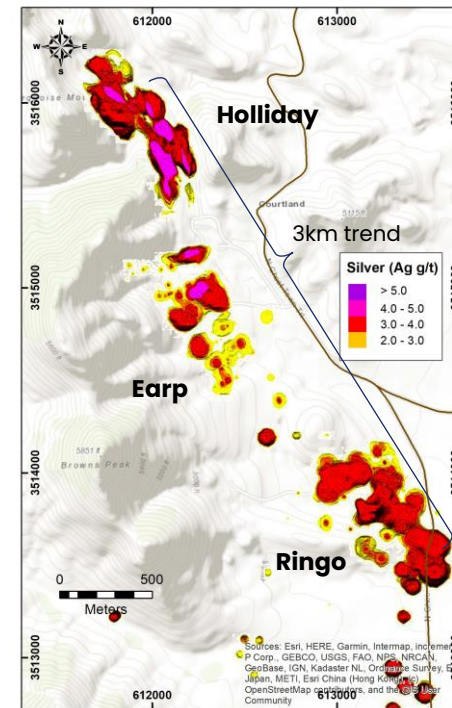 612000
613000
N
W E
S
3516000
Holliday
Courtland
3km trend
Silver (Ag g/t)
> 5.0
4.0 - 5.0
3.0 - 4.0
2.0 - 3.0
3515000
Earp
5851 ft
Browns Peak
3514000
Ringo
0 500
Meters
3513000
Sources: Esri, HERE, Garmin, Intermap, increme
P Corp., GEBCO, USGS, FAO, NPS, NRCAN,
GeoBase, IGN, Kadaster NL, Ordnance Survey, E
Japan, METI, Esri China (Hong Kong), (c)
OpenStreetMap contributors, and the GIS User
Community
612000
613000